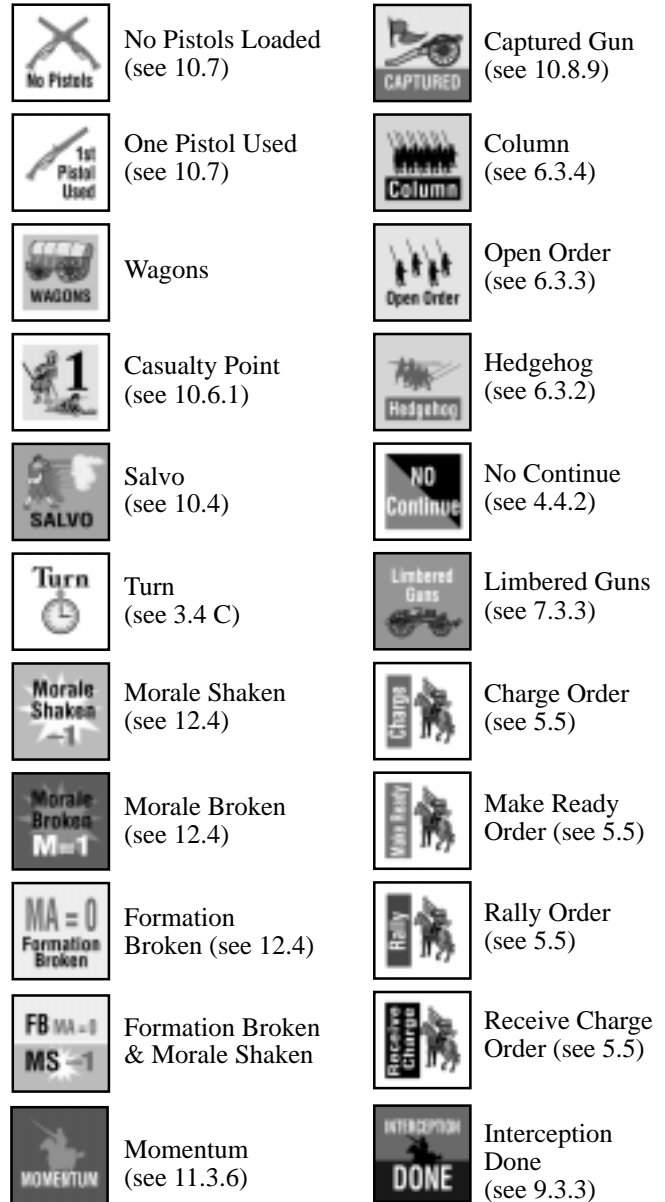 No Pistols
No Pistols Loaded
(see 10.7)
1st
Pistol
Used
One Pistol Used
(see 10.7)
WAGONS
Wagons
1
Casualty Point
(see 10.6.1)
SALVO
Salvo
(see 10.4)
Turn
Turn
(see 3.4 C)
Morale
Shaken
–1
Morale Shaken
(see 12.4)
Morale
Broken
M=1
Morale Broken
(see 12.4)
MA = 0
Formation
Broken
Formation
Broken (see 12.4)
FB MA = 0
MS –1
Formation Broken
& Morale Shaken
MOMENTUM
Momentum
(see 11.3.6)
CAPTURED
Captured Gun
(see 10.8.9)
Column
Column
(see 6.3.4)
Open Order
Open Order
(see 6.3.3)
Hedgehog
Hedgehog
(see 6.3.2)
NO
Continue
No Continue
(see 4.4.2)
Limbered
Guns
Limbered Guns
(see 7.3.3)
Charge
Charge Order
(see 5.5)
Make Ready
Make Ready
Order (see 5.5)
Rally
Rally Order
(see 5.5)
Receive
Charge
Receive Charge
Order (see 5.5)
INTERCEPTION
DONE
Interception
Done
(see 9.3.3)